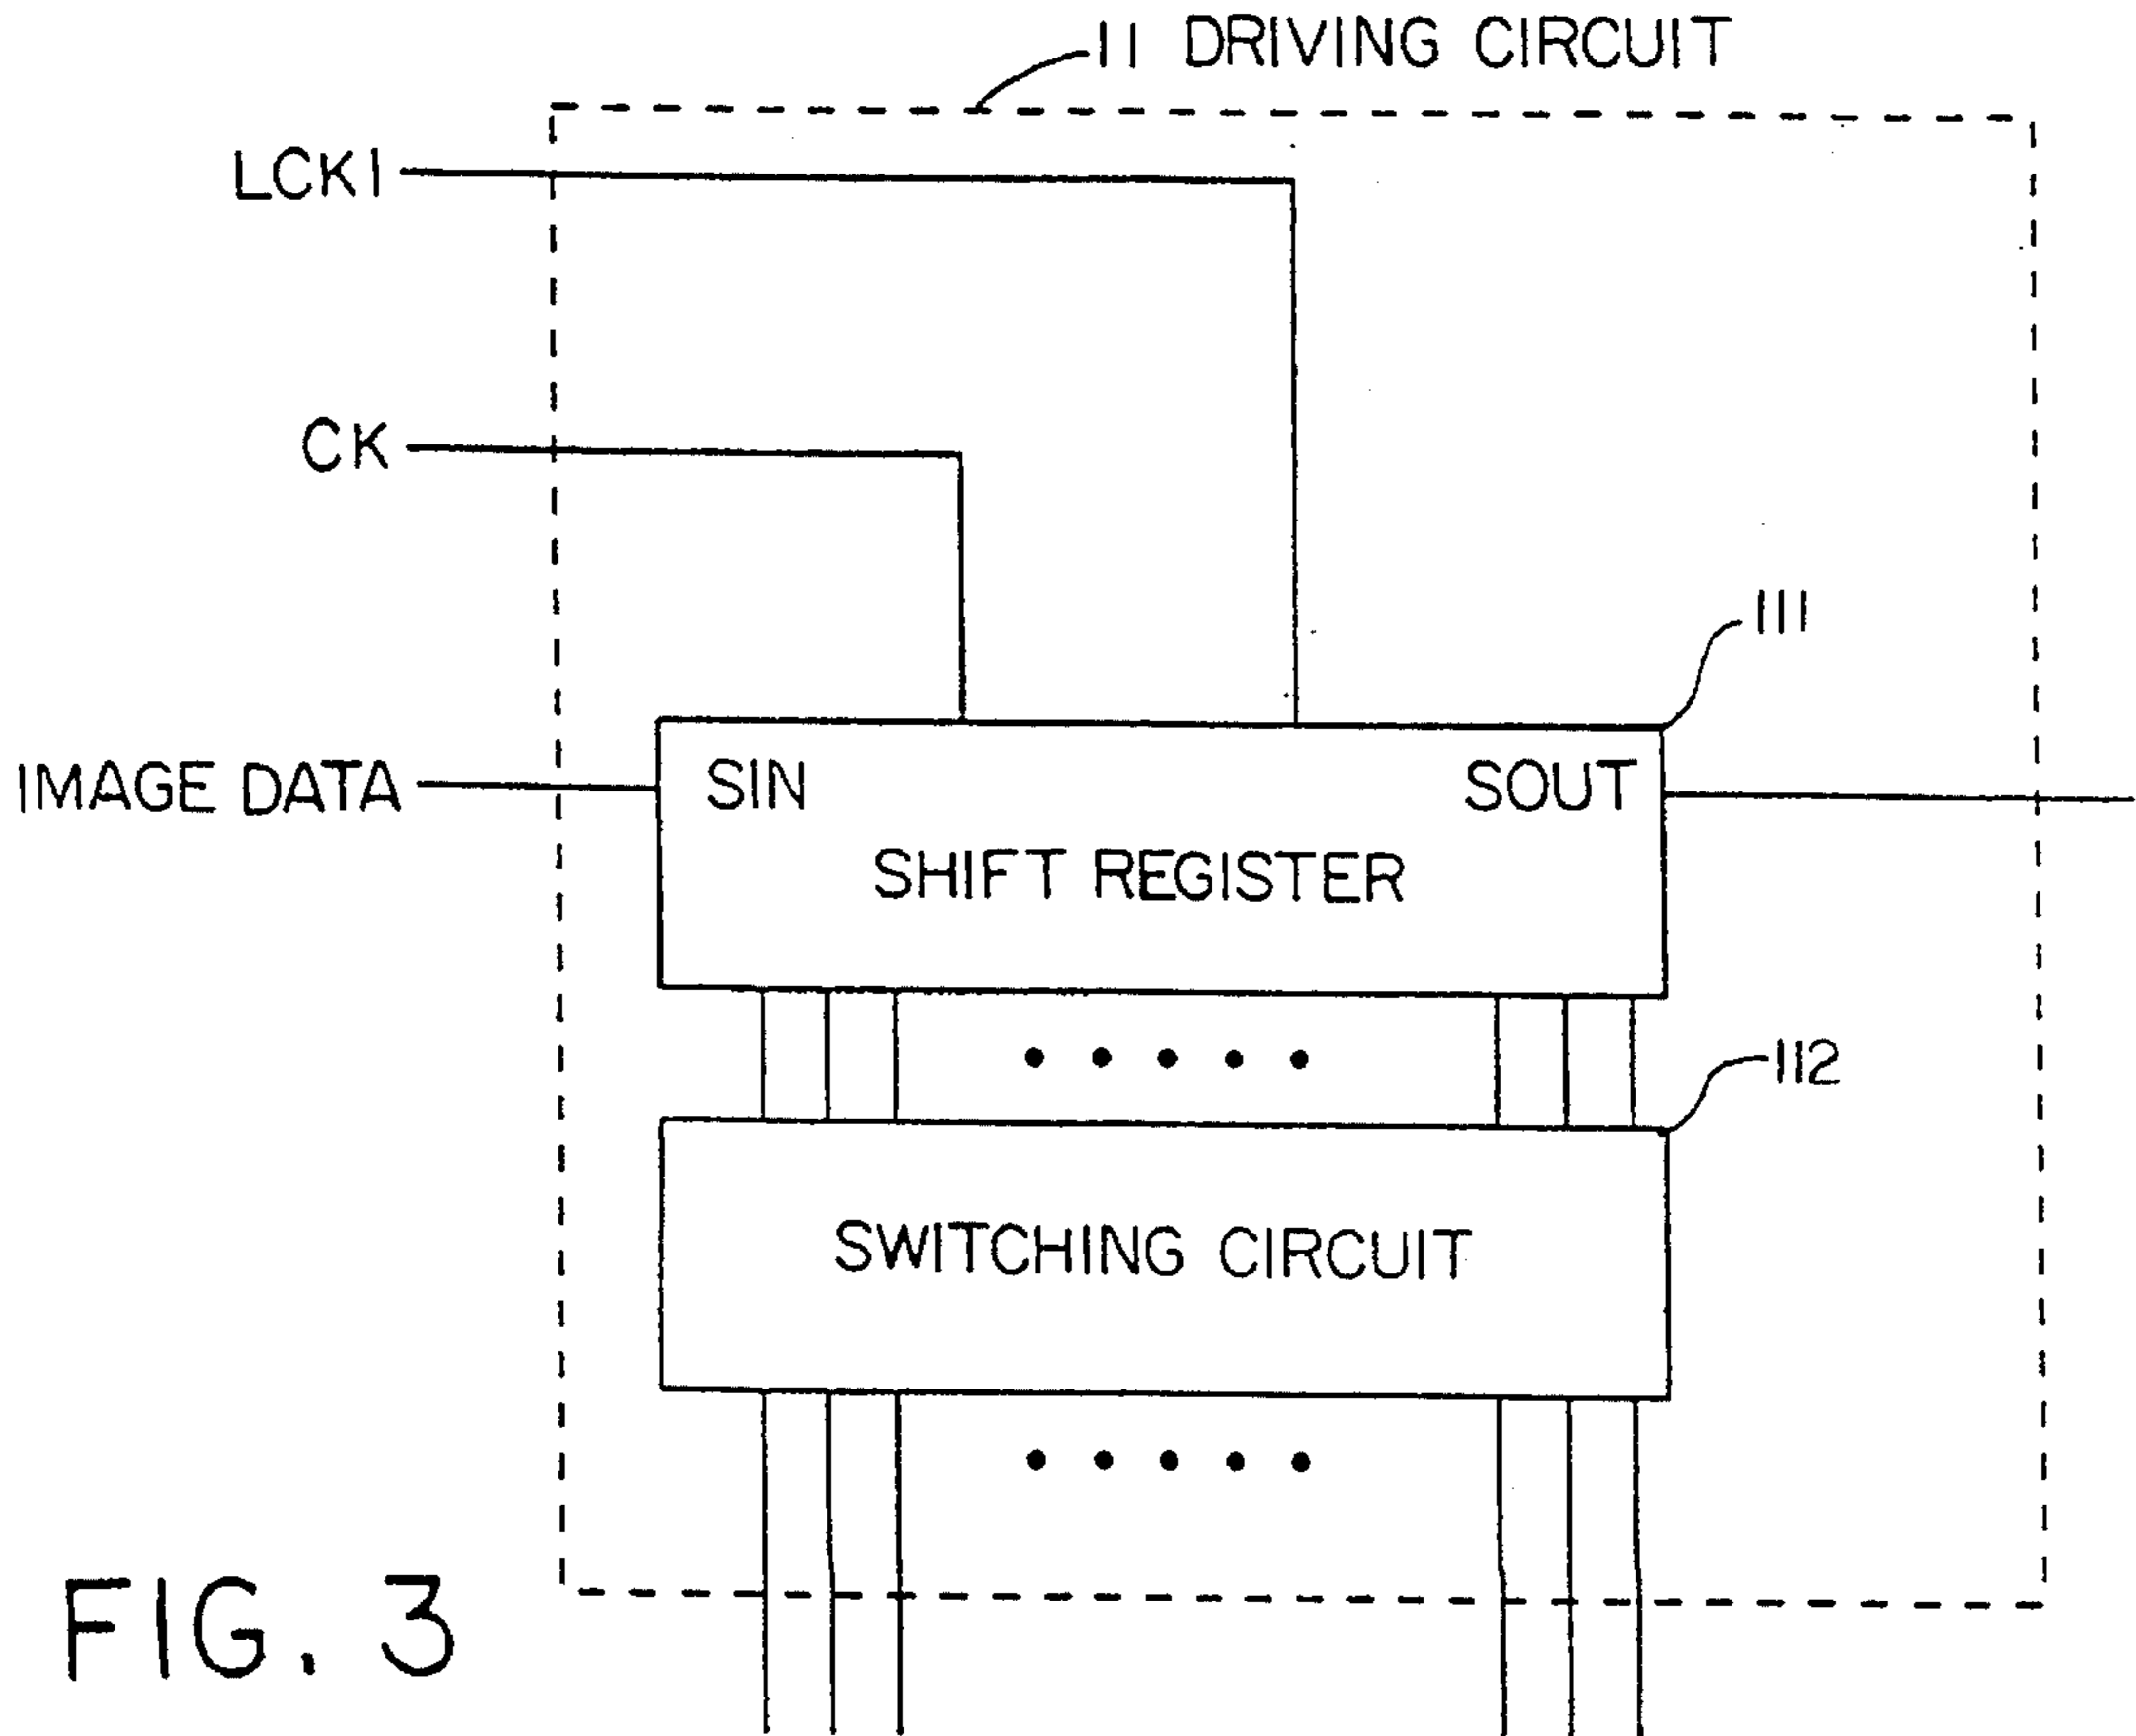 11 DRIVING CIRCUIT
LCK1
CK
111
IMAGE DATA
SIN
SOUT
SHIFT REGISTER
112
SWITCHING CIRCUIT
FIG. 3